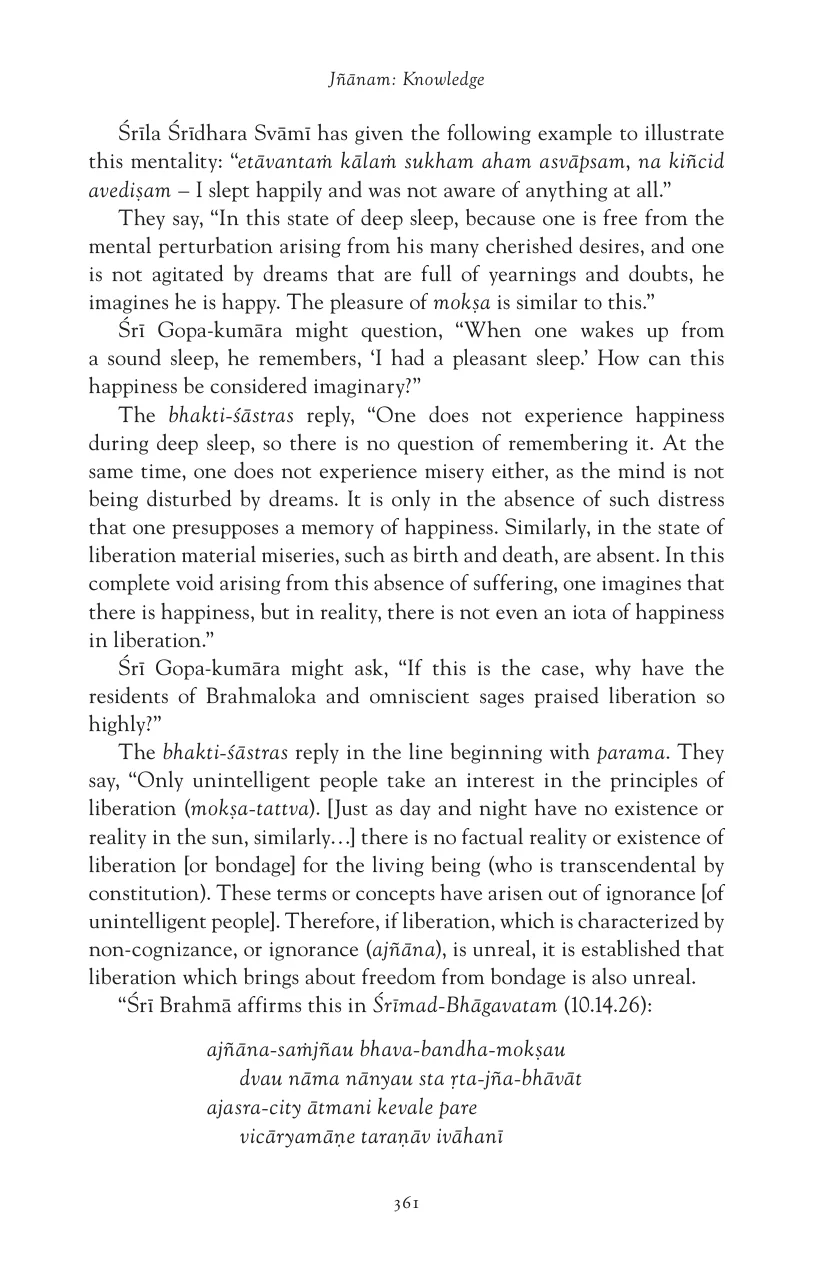 Jñānam: Knowledge
Śrīla Śrīdhara Svāmī has given the following example to illustrate
this mentality: “etāvantaṁ kālaṁ sukham aham asvāpsam, na kiñcid
avediṣam – I slept happily and was not aware of anything at all.”
They say, “In this state of deep sleep, because one is free from the
mental perturbation arising from his many cherished desires, and one
is not agitated by dreams that are full of yearnings and doubts, he
imagines he is happy. The pleasure of mokṣa is similar to this.”
Śrī Gopa-kumāra might question, “When one wakes up from
a sound sleep, he remembers, ‘I had a pleasant sleep.’ How can this
happiness be considered imaginary?”
The bhakti-śāstras reply, “One does not experience happiness
during deep sleep, so there is no question of remembering it. At the
same time, one does not experience misery either, as the mind is not
being disturbed by dreams. It is only in the absence of such distress
that one presupposes a memory of happiness. Similarly, in the state of
liberation material miseries, such as birth and death, are absent. In this
complete void arising from this absence of suffering, one imagines that
there is happiness, but in reality, there is not even an iota of happiness
in liberation.”
Śrī Gopa-kumāra might ask, “If this is the case, why have the
residents of Brahmaloka and omniscient sages praised liberation so
highly?”
The bhakti-śāstras reply in the line beginning with parama. They
say, “Only unintelligent people take an interest in the principles of
liberation (mokṣa-tattva). [Just as day and night have no existence or
reality in the sun, similarly…] there is no factual reality or existence of
liberation [or bondage] for the living being (who is transcendental by
constitution). These terms or concepts have arisen out of ignorance [of
unintelligent people]. Therefore, if liberation, which is characterized by
non-cognizance, or ignorance (ajñāna), is unreal, it is established that
liberation which brings about freedom from bondage is also unreal.
“Śrī Brahmā affirms this in Śrīmad-Bhāgavatam (10.14.26):
ajñāna-saṁjñau bhava-bandha-mokṣau
dvau nāma nānyau sta ṛta-jña-bhāvāt
ajasra-city ātmani kevale pare
vicāryamāṇe taraṇāv ivāhanī
361